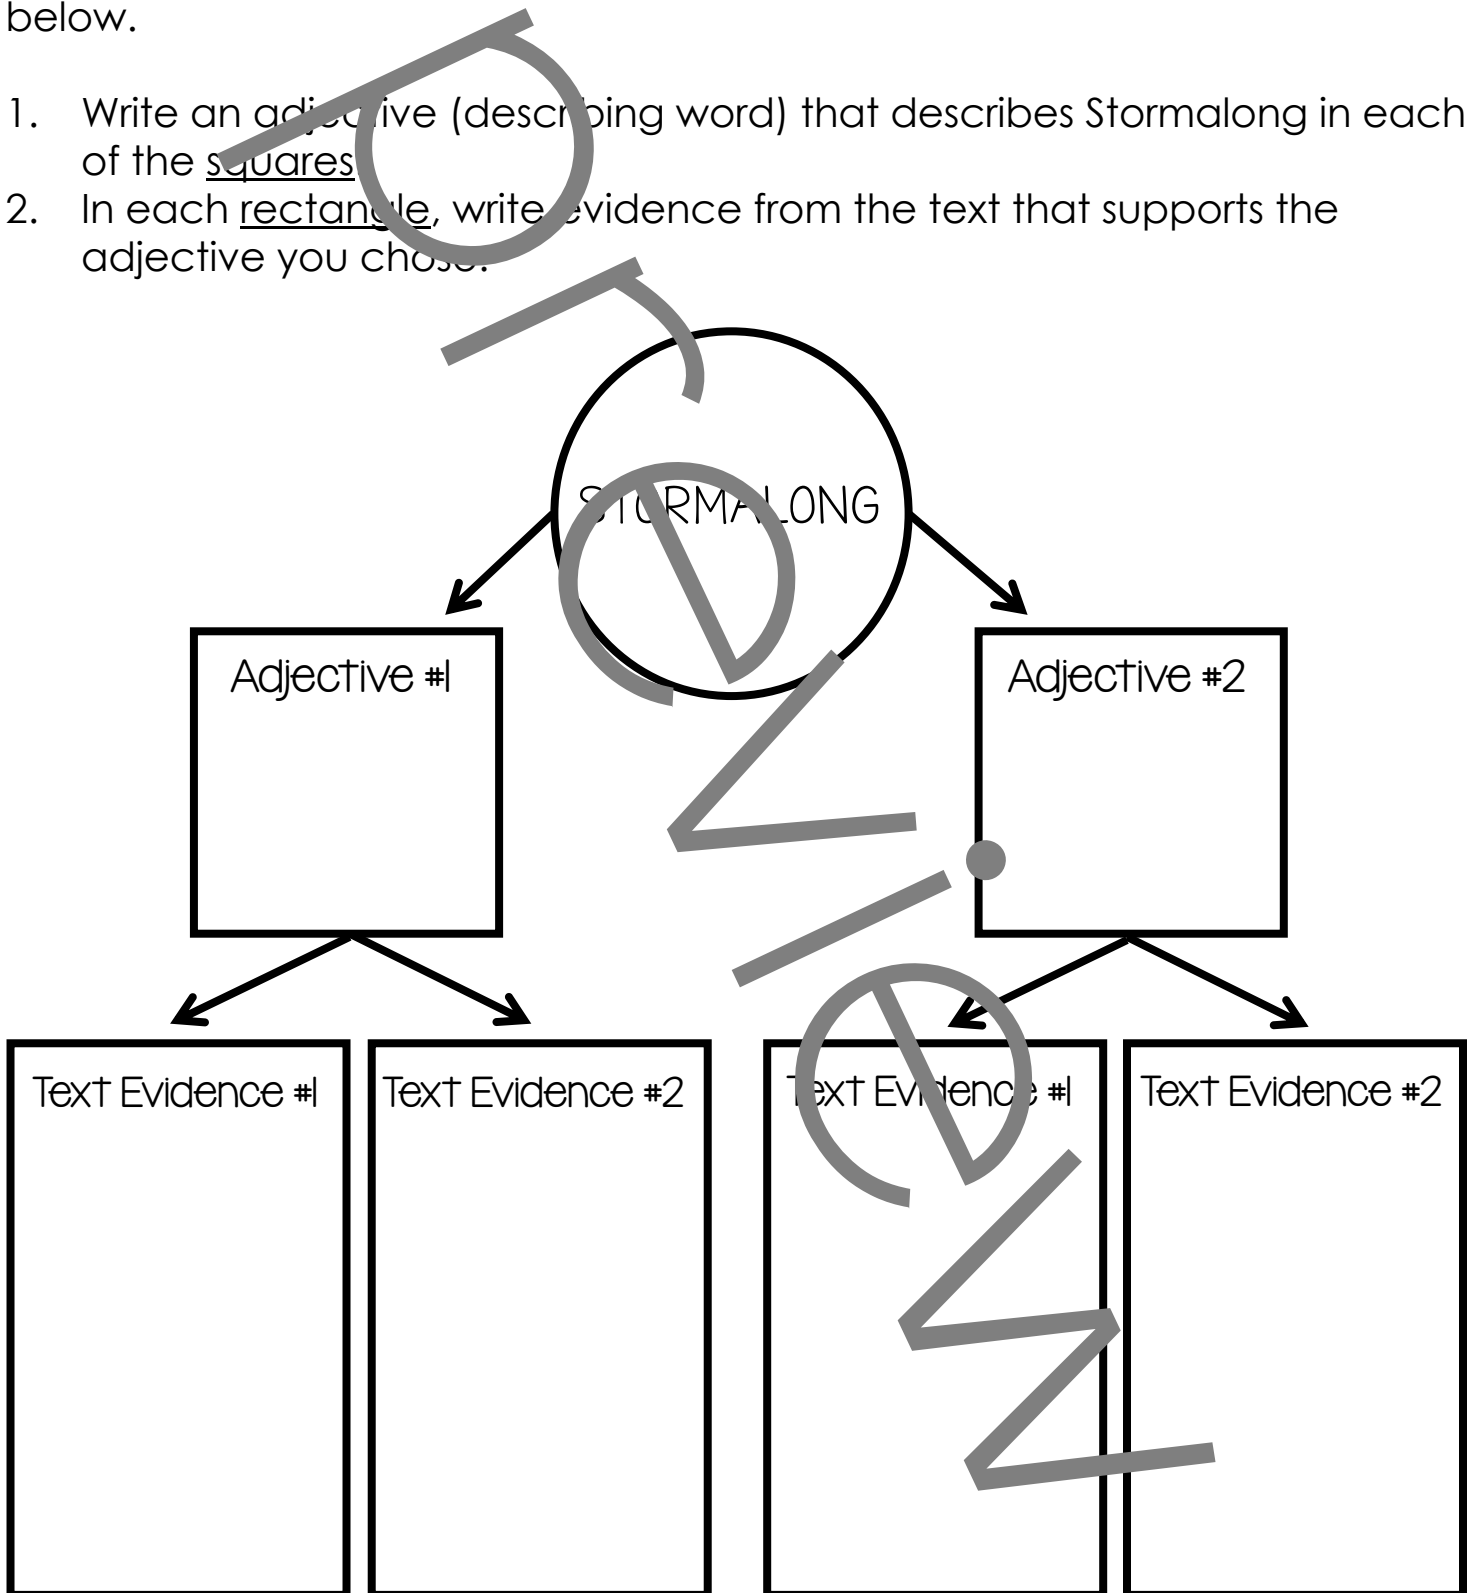 below.
1. Write an adjective (describing word) that describes Stormalong in each
of the squares
2. In each rectangle, write evidence from the text that supports the
adjective you chose.
STORMALONG
Adjective #1
Adjective #2
Text Evidence #1
Text Evidence #2
Text Evidence #1
Text Evidence #2
Preview